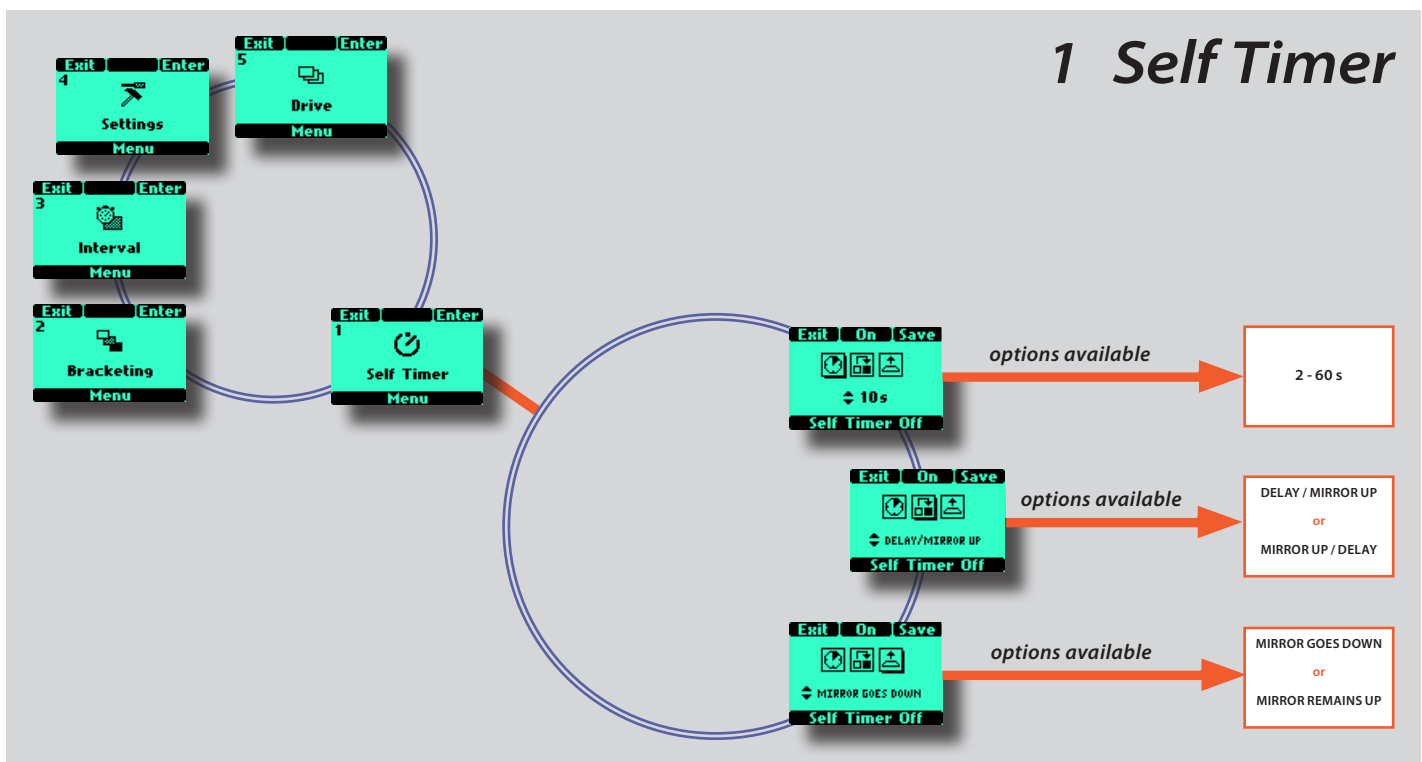 1 Self Timer
Exit Enter
5
Drive
Menu
Exit Enter
4
Settings
Menu
Exit Enter
3
Interval
Menu
Exit Enter
2
Bracketing
Menu
Exit Enter
1
Self Timer
Menu
Exit On Save
10s
Self Timer Off
options available
2 - 60 s
Exit On Save
DELAY/MIRROR UP
Self Timer Off
options available
DELAY / MIRROR UP
or
MIRROR UP / DELAY
Exit On Save
MIRROR GOES DOWN
Self Timer Off
options available
MIRROR GOES DOWN
or
MIRROR REMAINS UP